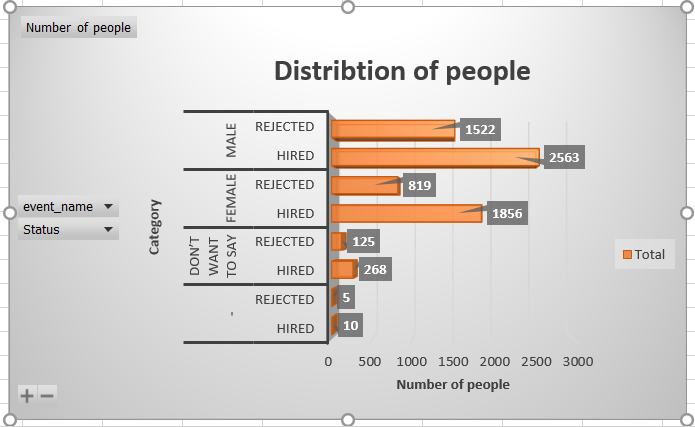 Number of people
Distribtion of people
event_name
Status
Category
MALE
REJECTED
1522
HIRED
2563
FEMALE
REJECTED
819
HIRED
1856
DON'T
WANT
TO SAY
REJECTED
125
HIRED
268
-
REJECTED
5
HIRED
10
Total
0 500 1000 1500 2000 2500 3000
Number of people